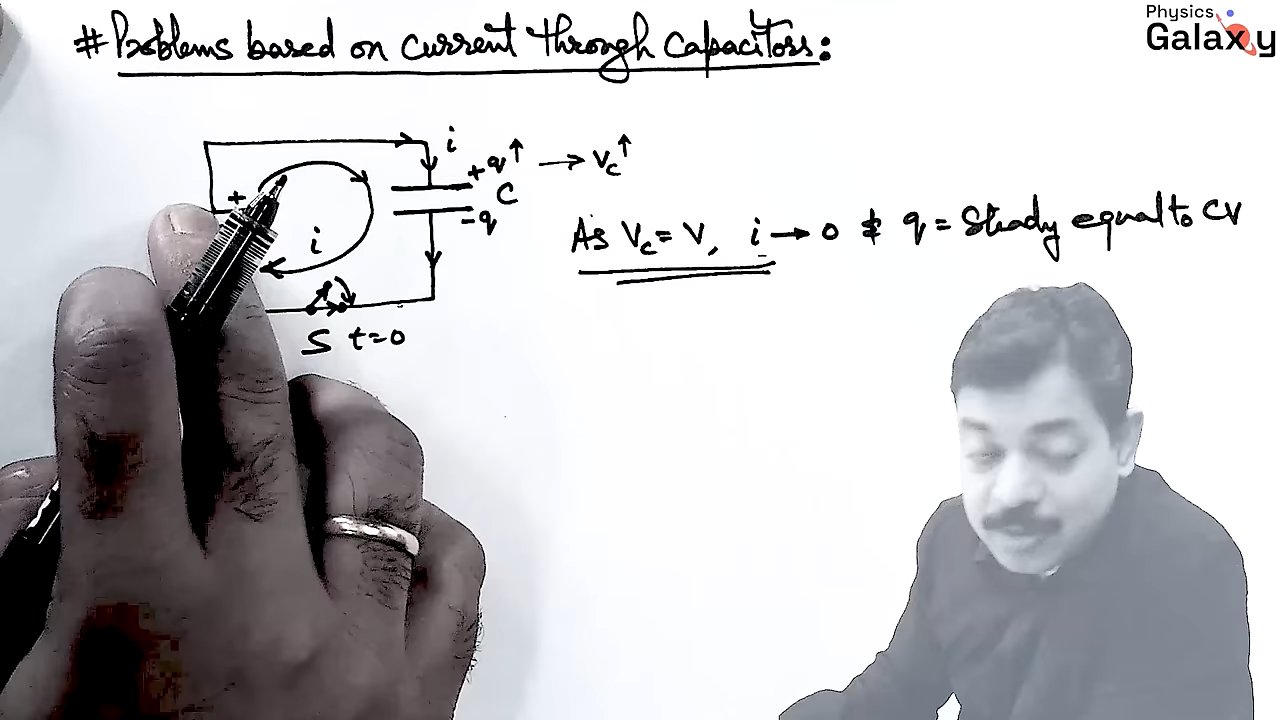 # Problems based on current through Capacitors:
Physics
Galaxy
i
+q↑ → Vc↑
C
-q
+
i
As Vc = V, i → 0 & q = Steady equal to CV
S t=0